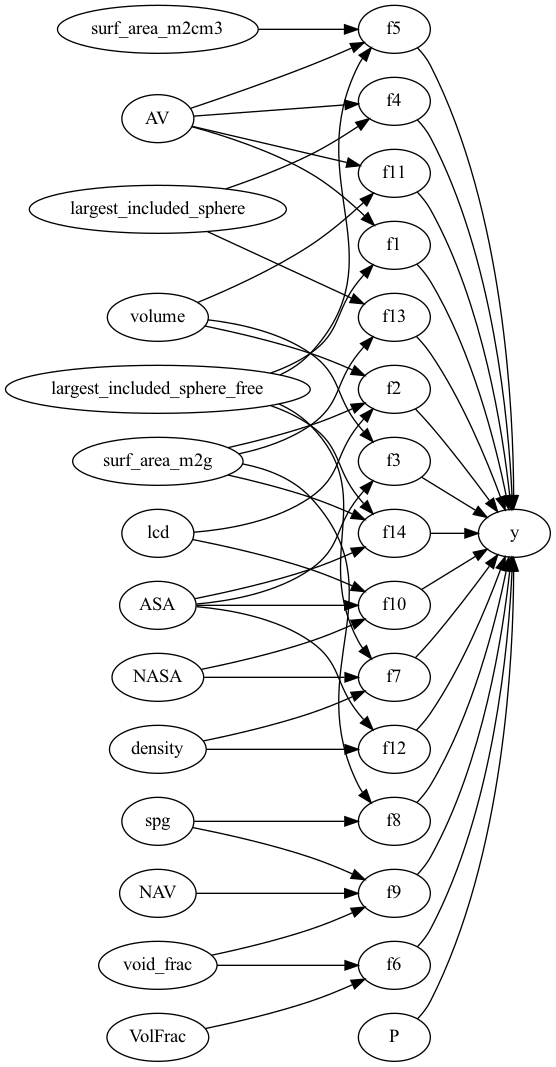 surf_area_m2cm3
f5
AV
f4
f11
largest_included_sphere
f1
volume
f13
largest_included_sphere_free
f2
surf_area_m2g
f3
lcd
f14
y
ASA
f10
NASA
f7
density
f12
spg
f8
NAV
f9
void_frac
f6
VolFrac
P